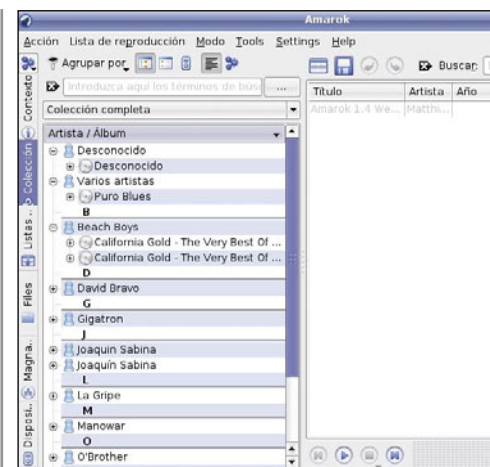 Amarok
Acción Lista de reproducción Modo Tools Settings Help
Agrupar por
Buscar:
Introduzca aquí los términos de bús
...
Colección completa
Título Artista Año
Amarok 1.4 We... Matthi...
Artista / Álbum
Desconocido
Desconocido
Varios artistas
Puro Blues
B
Beach Boys
California Gold - The Very Best Of ...
California Gold - The Very Best Of ...
D
David Bravo
G
Gigatron
J
Joaquin Sabina
Joaquín Sabina
L
La Gripe
M
Manowar
O
O'Brother
Contexto
Colección
Listas ..
Files
Magna..
Disposi..